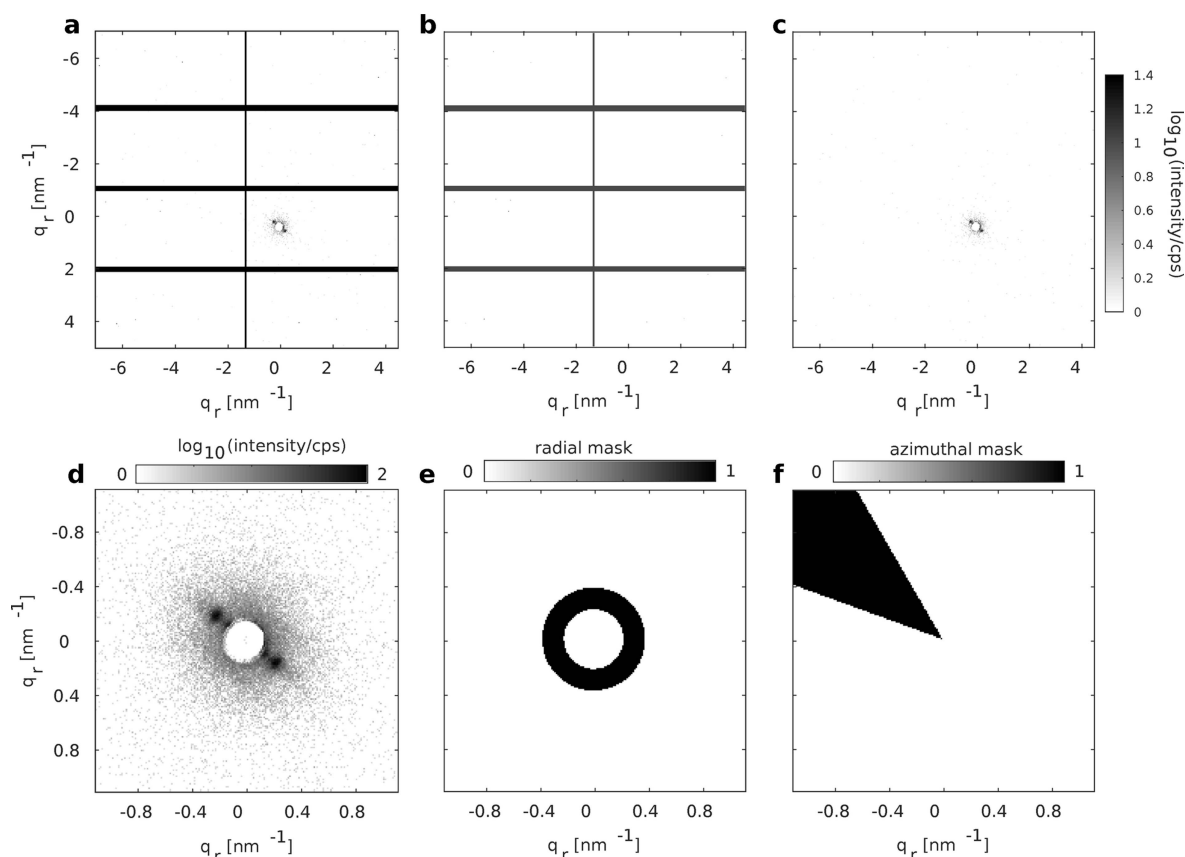 a
b
c
-6
-4
-2
0
2
4
q r [nm -1]
-6 -4 -2 0 2 4
q r [nm -1]
-6 -4 -2 0 2 4
q r [nm -1]
-6 -4 -2 0 2 4
q r [nm -1]
1.4
1.2
1
0.8
0.6
0.4
0.2
0
log10(intensity/cps)
d
log10(intensity/cps)
0 2
-0.8
-0.4
0
0.4
0.8
q r [nm -1]
-0.8 -0.4 0 0.4 0.8
q r [nm -1]
e
radial mask
0 1
-0.8 -0.4 0 0.4 0.8
q r [nm -1]
f
azimuthal mask
0 1
-0.8 -0.4 0 0.4 0.8
q r [nm -1]